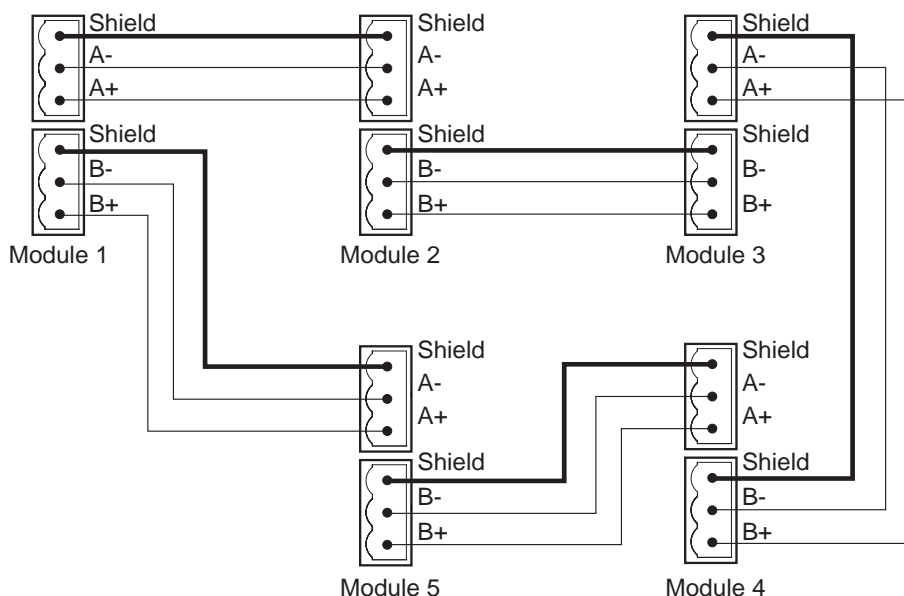 Shield
A-
A+
Shield
B-
B+
Module 1
Shield
A-
A+
Shield
B-
B+
Module 2
Shield
A-
A+
Shield
B-
B+
Module 3
Shield
A-
A+
Shield
B-
B+
Module 5
Shield
A-
A+
Shield
B-
B+
Module 4